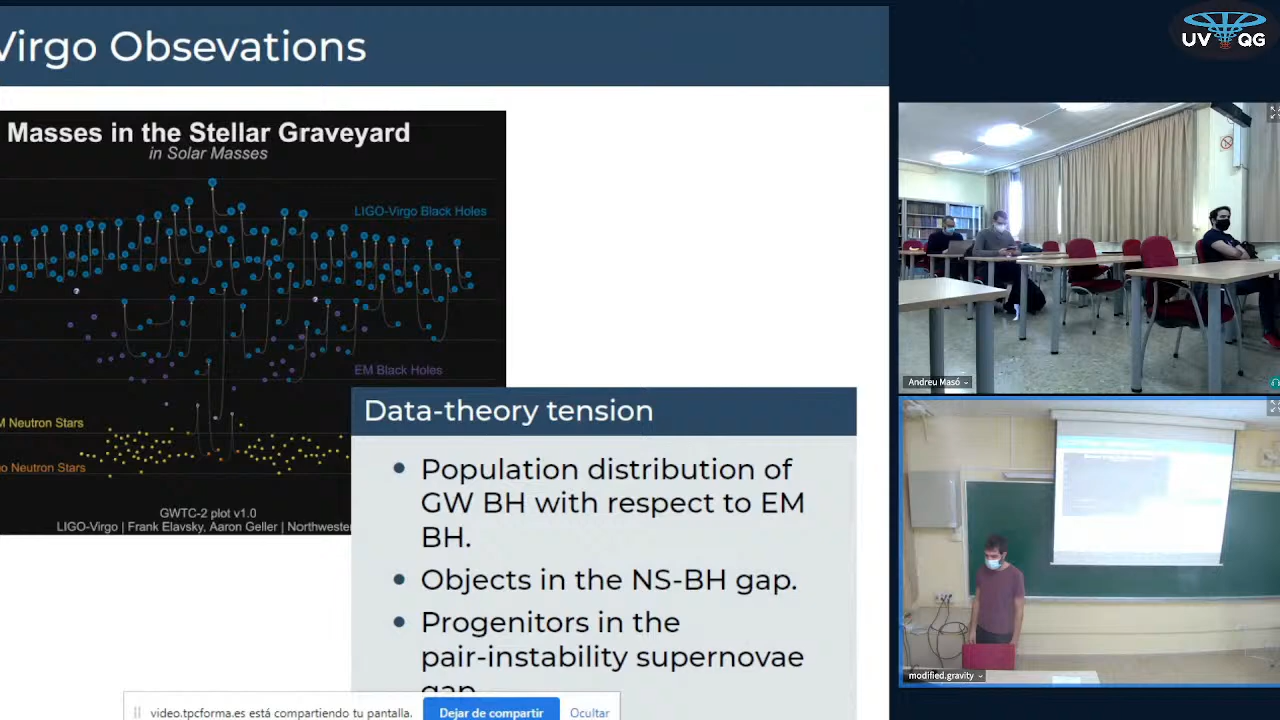 Virgo Obsevations
Masses in the Stellar Graveyard
in Solar Masses
LIGO-Virgo Black Holes
EM Black Holes
M Neutron Stars
o Neutron Stars
GWTC-2 plot v1.0
LIGO-Virgo | Frank Elavsky, Aaron Geller | Northwester
Data-theory tension
• Population distribution of
GW BH with respect to EM
BH.
• Objects in the NS-BH gap.
• Progenitors in the
pair-instability supernovae
gap.
video.tpcforma.es está compartiendo tu pantalla.
Dejar de compartir
Ocultar
UV QG
Andreu Masó
modified.gravity